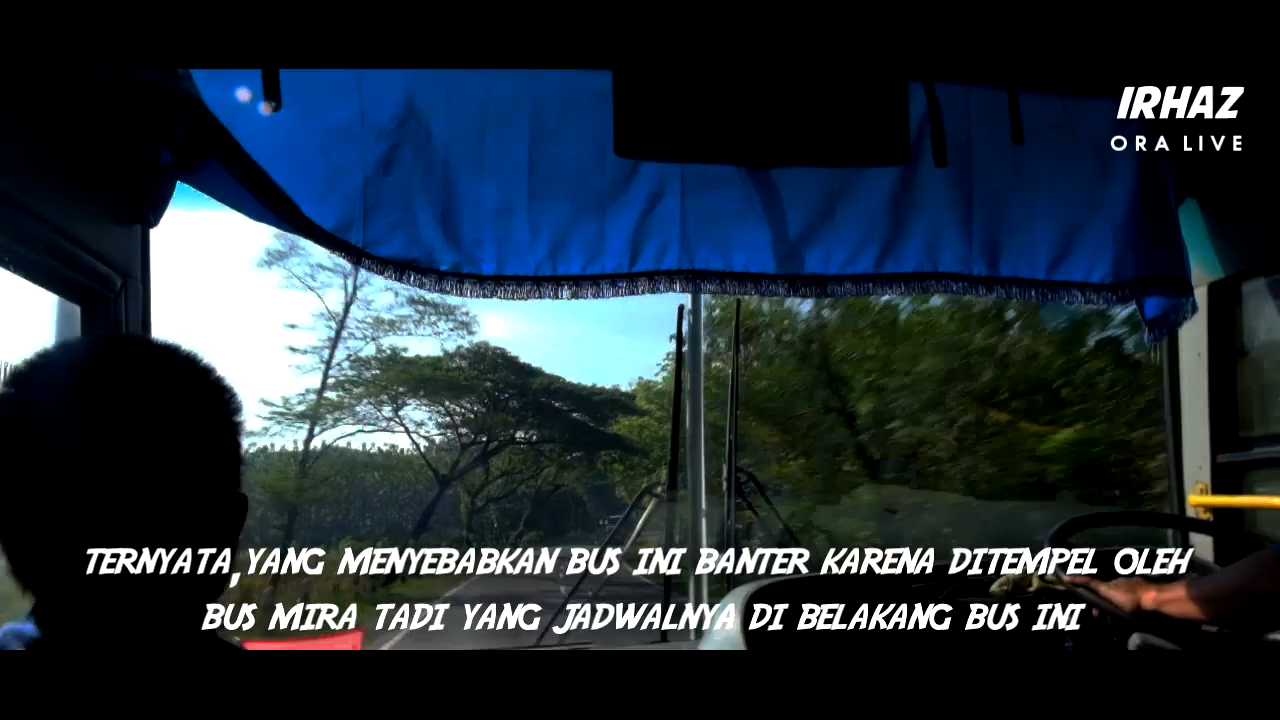 IRHAZ
ORA LIVE
TERNYATA,YANG MENYEBABKAN BUS INI BANTER KARENA DITEMPEL OLEH
BUS MIRA TADI YANG JADWALNYA DI BELAKANG BUS INI